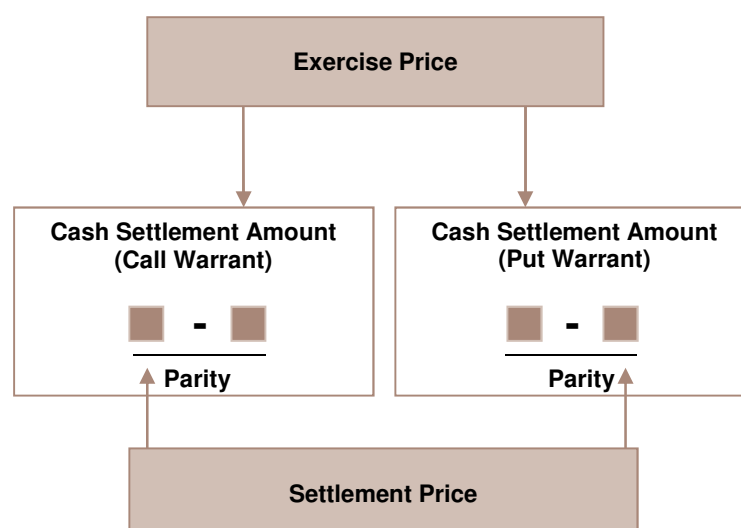 Exercise Price
Cash Settlement Amount
(Call Warrant)
-
Parity
Cash Settlement Amount
(Put Warrant)
-
Parity
Settlement Price